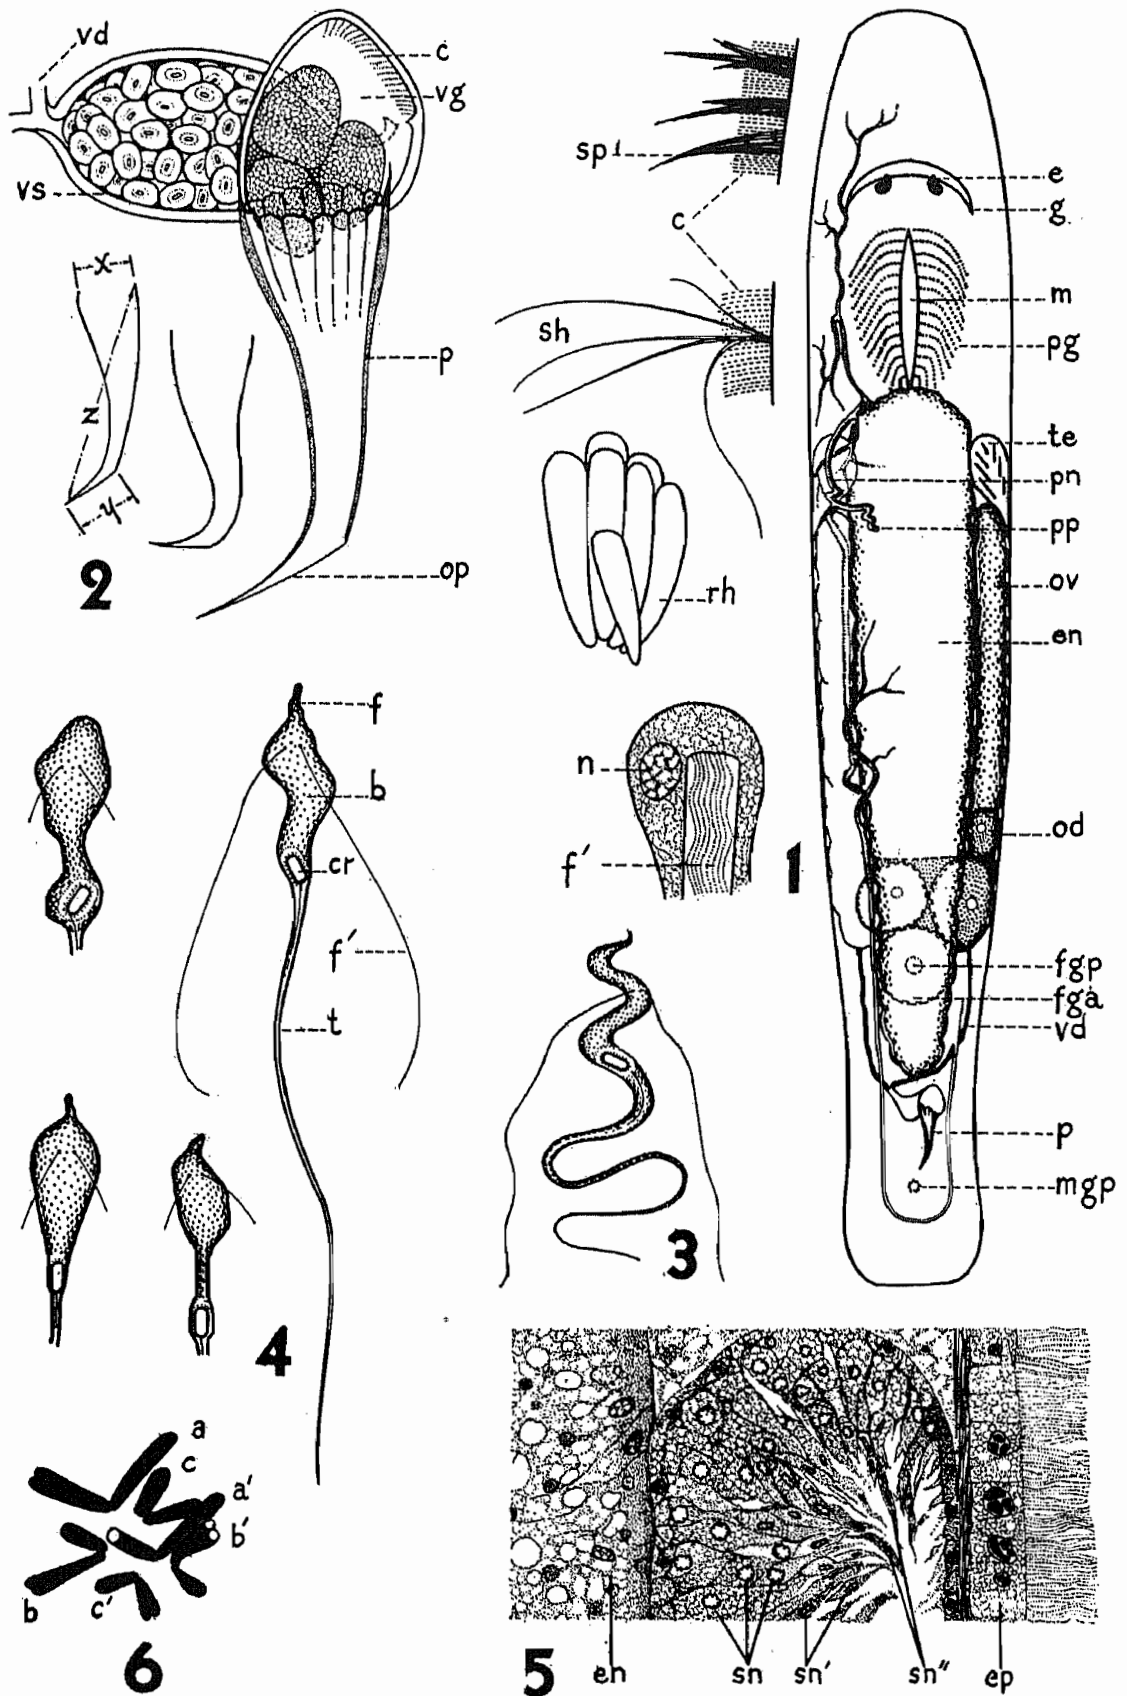 vd
c
vg
vs
x
z
y
p
op
2
sp1
c
sh
rh
n
f'
1
e
g
m
pg
te
pn
pp
ov
en
od
fgp
fga
vd
p
mgp
f
b
cr
f'
t
3
4
a
c
a'
b'
b
c'
6
5
en
sn
sn'
sn"
ep